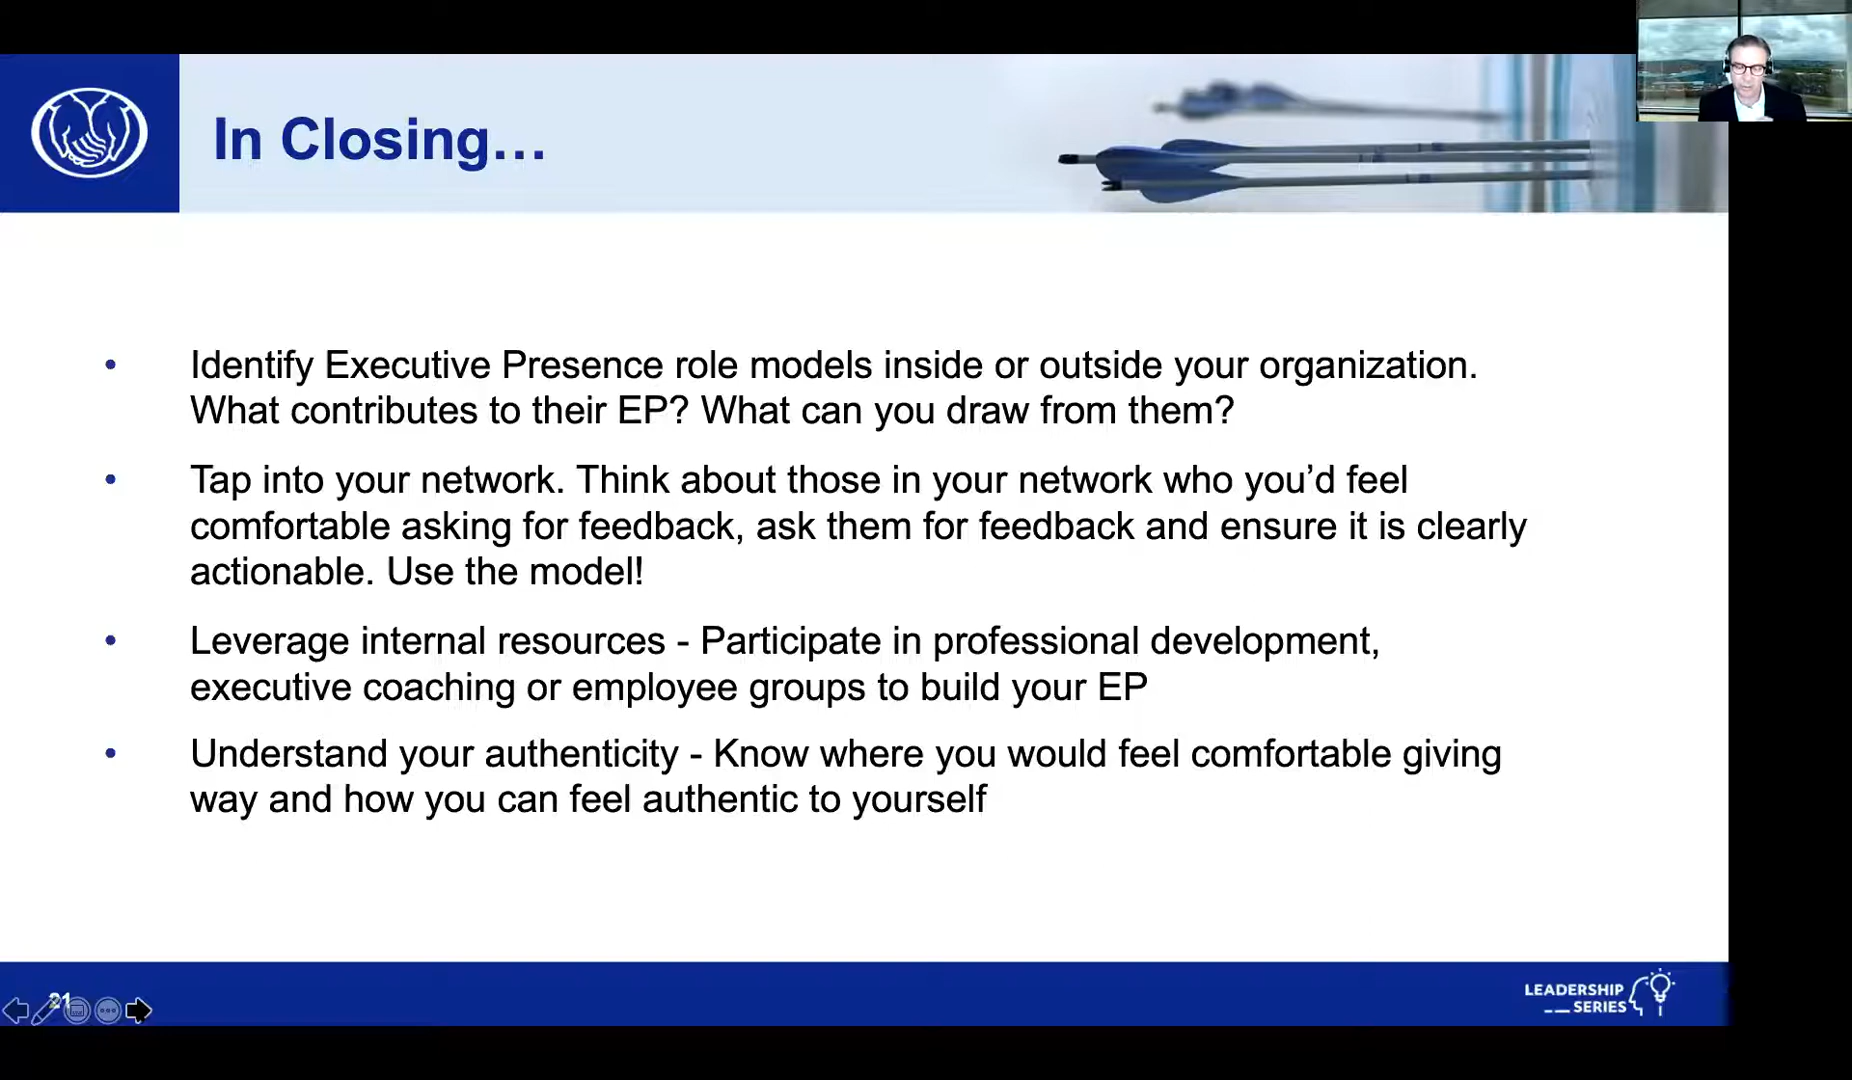 In Closing…
• Identify Executive Presence role models inside or outside your organization.
What contributes to their EP? What can you draw from them?
• Tap into your network. Think about those in your network who you’d feel
comfortable asking for feedback, ask them for feedback and ensure it is clearly
actionable. Use the model!
• Leverage internal resources - Participate in professional development,
executive coaching or employee groups to build your EP
• Understand your authenticity - Know where you would feel comfortable giving
way and how you can feel authentic to yourself
21
LEADERSHIP
SERIES